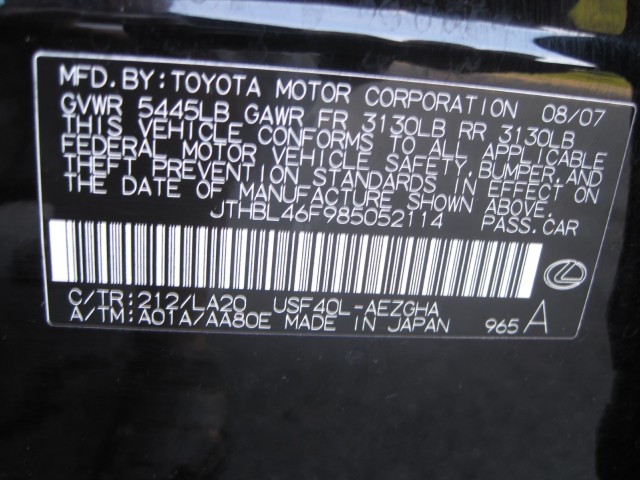 MFD.BY:TOYOTA MOTOR CORPORATION 08/07
GVWR 5445LB GAWR FR 3130LB RR 3130LB
THIS VEHICLE CONFORMS TO ALL APPLICABLE
FEDERAL MOTOR VEHICLE SAFETY,BUMPER,AND
THEFT PREVENTION STANDARDS IN EFFECT ON
THE DATE OF MANUFACTURE SHOWN ABOVE.
JTHBL46F985052114 PASS.CAR
C/TR:212/LA20 USF40L-AEZGHA
A/TM:A01A/AA80E MADE IN JAPAN 965 A